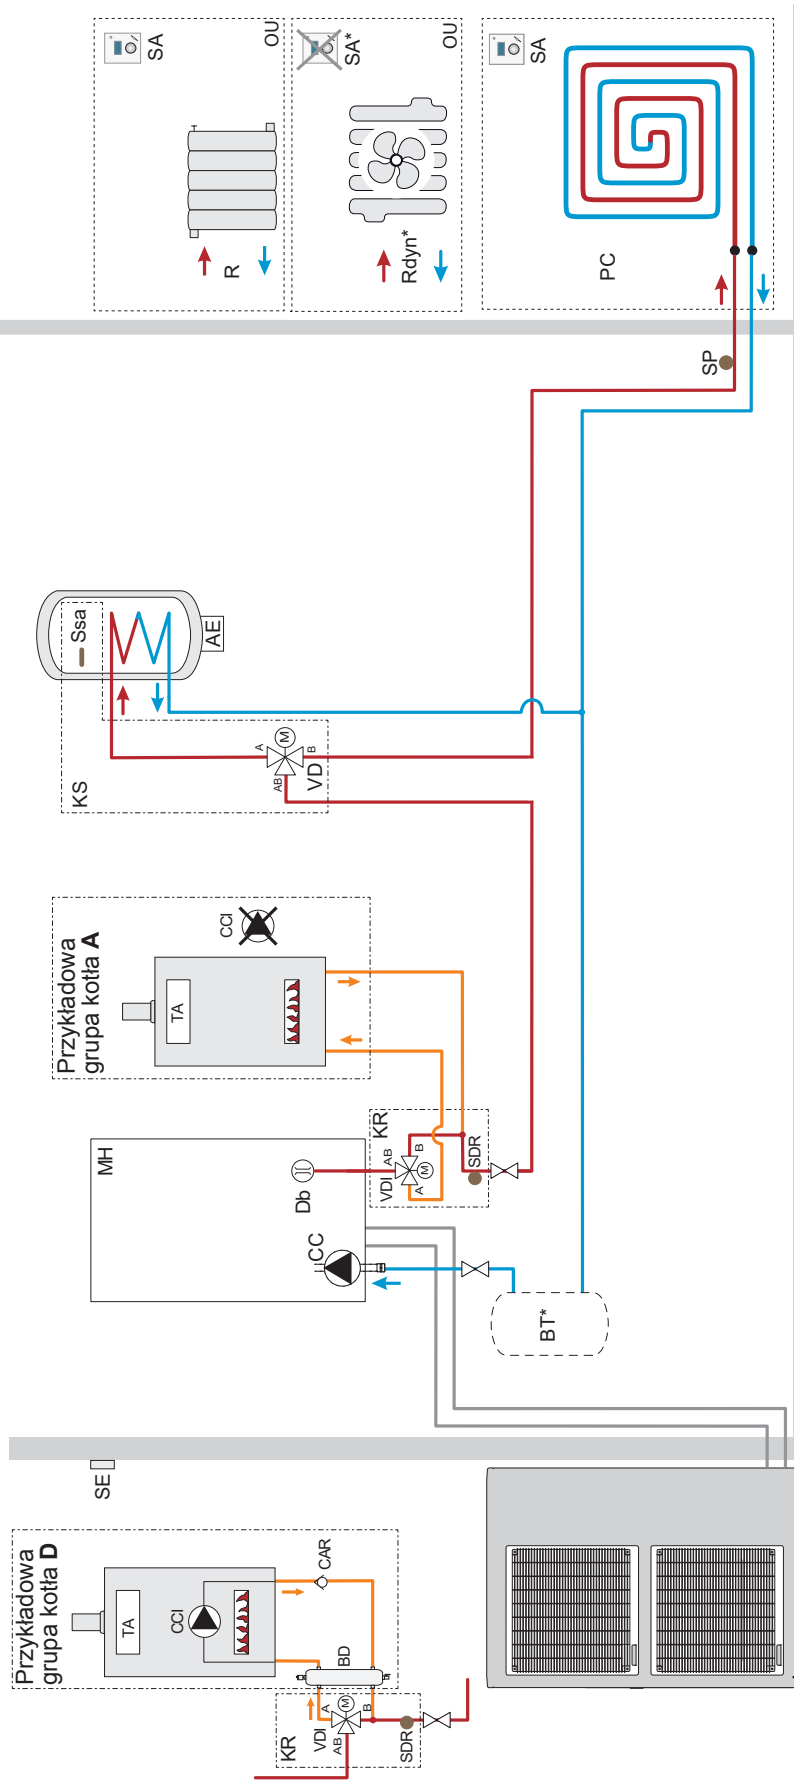 SA
OU
R
SA*
OU
Rdyn*
SA
PC
SP
Ssa
AE
KS
A
M
AB
B
VD
Przykładowa
grupa kotła A
TA
CCI
MH
Db
CC
KR
VDI
AB
B
A
M
SDR
BT*
SE
Przykładowa
grupa kotła D
TA
CCI
CAR
BD
KR
VDI
A
M
B
AB
SDR